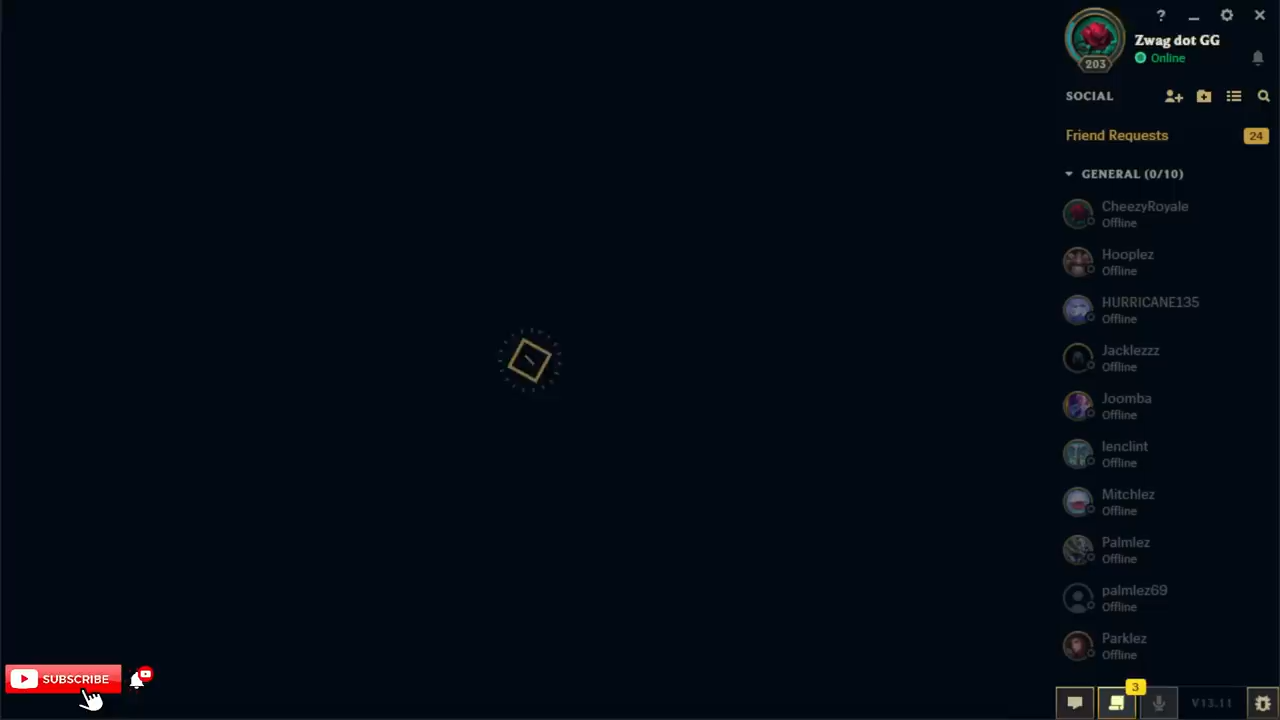 ?
Zwag dot GG
Online
203
SOCIAL
Friend Requests
24
GENERAL (0/10)
CheezyRoyale
Offline
Hooplez
Offline
HURRICANE135
Offline
Jacklezzz
Offline
Joomba
Offline
lenclint
Offline
Mitchlez
Offline
Palmlez
Offline
palmlez69
Offline
Parklez
Offline
SUBSCRIBE
3
V13.11